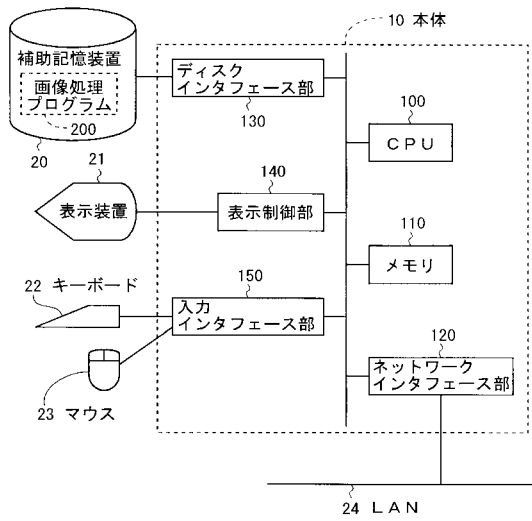 10 本体
補助記憶装置
画像処理
プログラム
200
20
ディスク
インタフェース部
130
100
CPU
21
表示装置
140
表示制御部
110
メモリ
22 キーボード
150
入力
インタフェース部
23 マウス
120
ネットワーク
インタフェース部
24 LAN